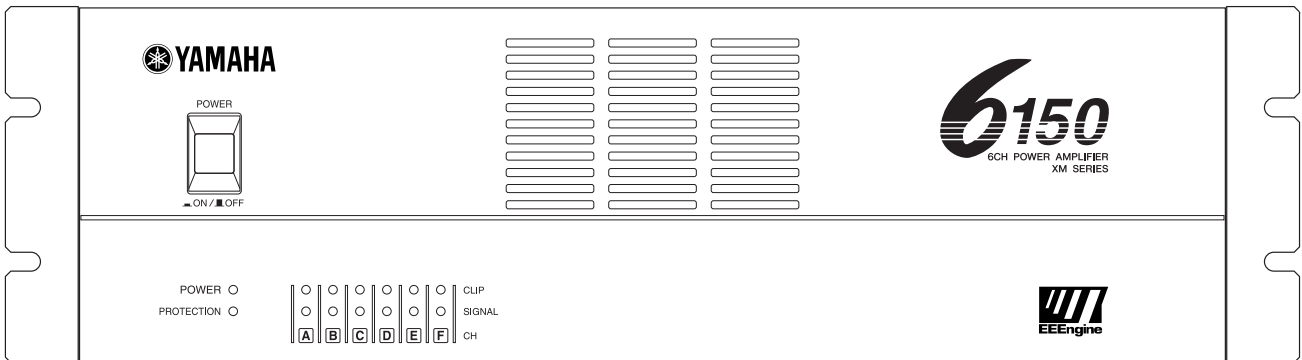 YAMAHA
POWER
ON / OFF
6150
6CH POWER AMPLIFIER
XM SERIES
POWER
PROTECTION
CLIP
SIGNAL
A B C D E F CH
EEEngine